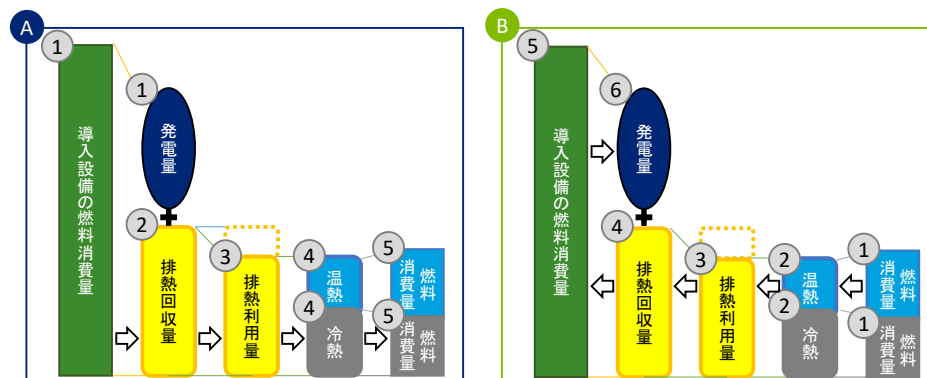 A
1
導入設備の燃料消費量
1
発電量
2
排熱回収量
3
排熱利用量
4
温熱
4
冷熱
5
燃料
消費量
5
燃料
消費量
B
5
導入設備の燃料消費量
6
発電量
4
排熱回収量
3
排熱利用量
2
温熱
2
冷熱
1
燃料
消費量
1
燃料
消費量